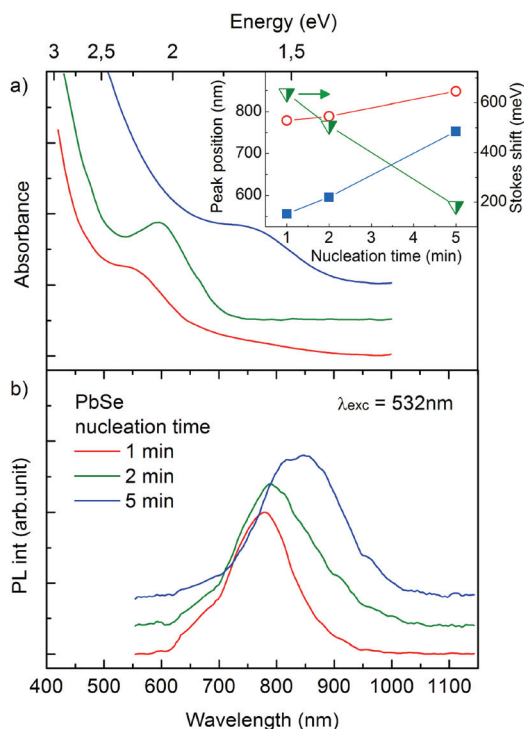 Energy (eV)
3 2,5 2 1,5
a)
Absorbance
Peak position (nm)
800
700
600
Stokes shift (meV)
600
400
200
1 2 3 4 5
Nucleation time (min)
b)
PbSe
nucleation time
1 min
2 min
5 min
λexc = 532nm
PL int (arb.unit)
400 500 600 700 800 900 1000 1100
Wavelength (nm)